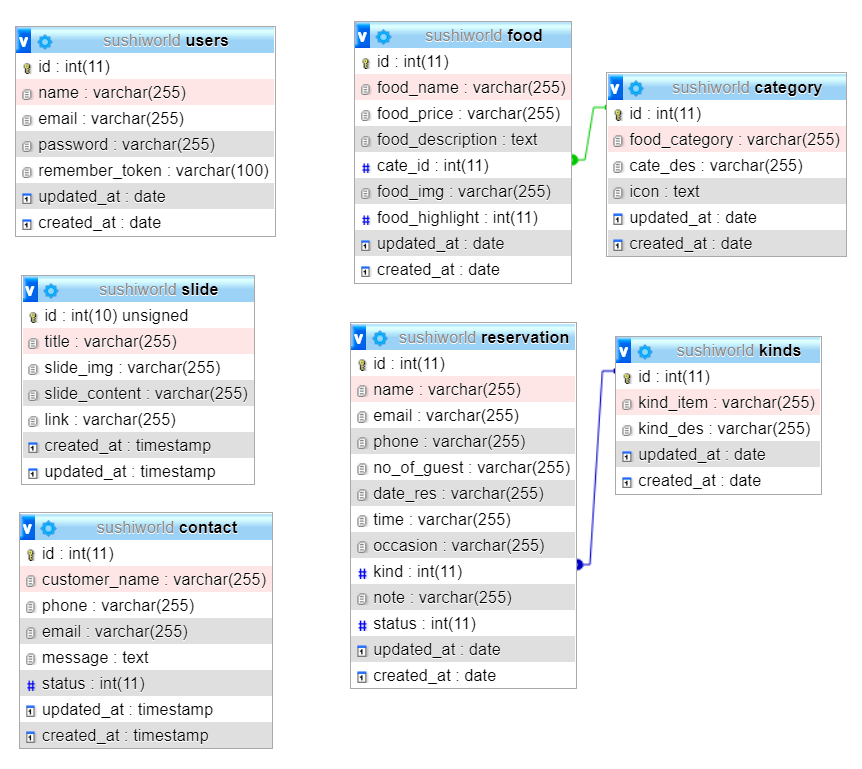 v sushiworld users
id : int(11)
name : varchar(255)
email : varchar(255)
password : varchar(255)
remember_token : varchar(100)
updated_at : date
created_at : date
v sushiworld food
id : int(11)
food_name : varchar(255)
food_price : varchar(255)
food_description : text
# cate_id : int(11)
food_img : varchar(255)
# food_highlight : int(11)
updated_at : date
created_at : date
v sushiworld category
id : int(11)
food_category : varchar(255)
cate_des : varchar(255)
icon : text
updated_at : date
created_at : date
v sushiworld slide
id : int(10) unsigned
title : varchar(255)
slide_img : varchar(255)
slide_content : varchar(255)
link : varchar(255)
created_at : timestamp
updated_at : timestamp
v sushiworld reservation
id : int(11)
name : varchar(255)
email : varchar(255)
phone : varchar(255)
no_of_guest : varchar(255)
date_res : varchar(255)
time : varchar(255)
occasion : varchar(255)
# kind : int(11)
note : varchar(255)
# status : int(11)
updated_at : date
created_at : date
v sushiworld kinds
id : int(11)
kind_item : varchar(255)
kind_des : varchar(255)
updated_at : date
created_at : date
v sushiworld contact
id : int(11)
customer_name : varchar(255)
phone : varchar(255)
email : varchar(255)
message : text
# status : int(11)
updated_at : timestamp
created_at : timestamp